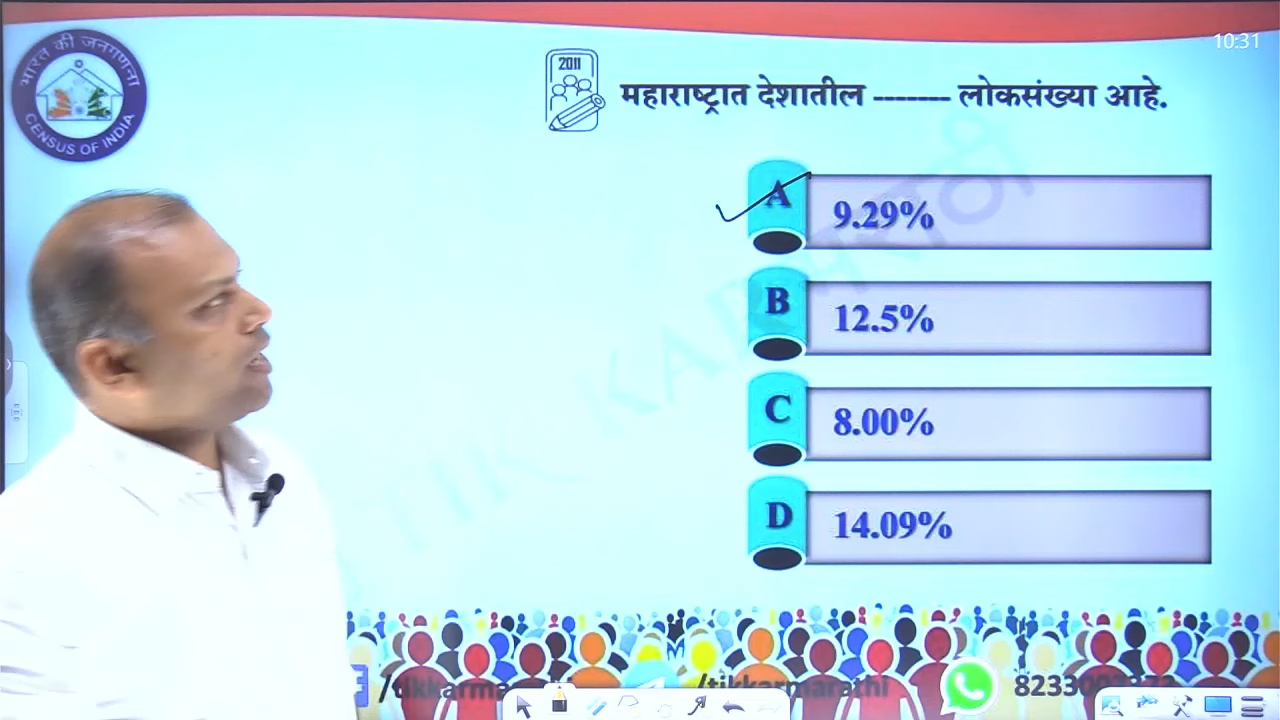 10:31
भारत की जनगणना
CENSUS OF INDIA
2011
महाराष्ट्रात देशातील ------- लोकसंख्या आहे.
A
9.29%
B
12.5%
C
8.00%
D
14.09%
/tikkarmarathi